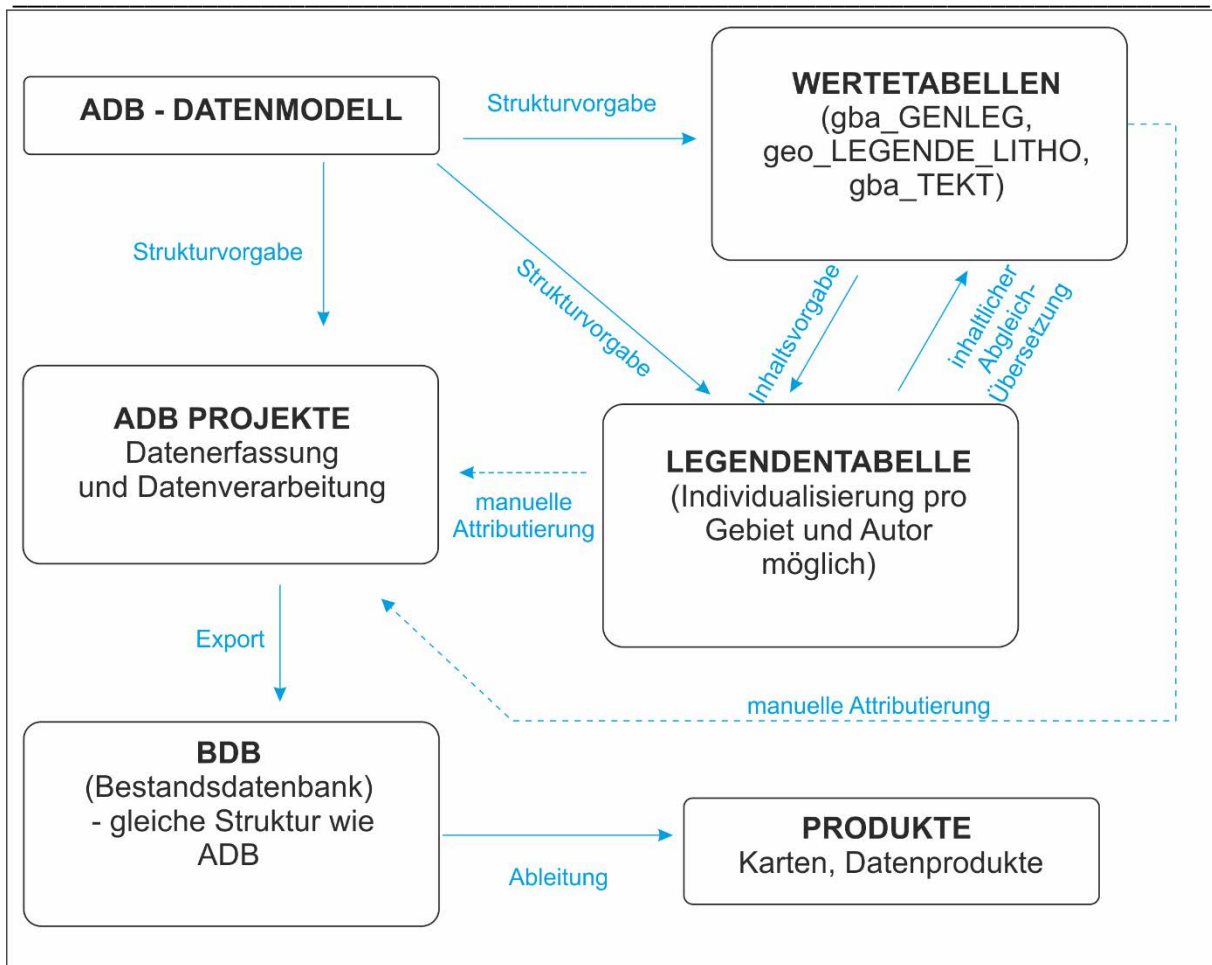 ADB - DATENMODELL
Strukturvorgabe
WERTETABELLEN
(gba_GENLEG,
geo_LEGENDE_LITHO,
gba_TEKT)
Strukturvorgabe
Strukturvorgabe
Inhaltsvorgabe
inhaltlicher
Abgleich-
Übersetzung
ADB PROJEKTE
Datenerfassung
und Datenverarbeitung
manuelle
Attributierung
LEGENDENTABELLE
(Individualisierung pro
Gebiet und Autor
möglich)
Export
manuelle Attributierung
BDB
(Bestandsdatenbank)
- gleiche Struktur wie
ADB
Ableitung
PRODUKTE
Karten, Datenprodukte